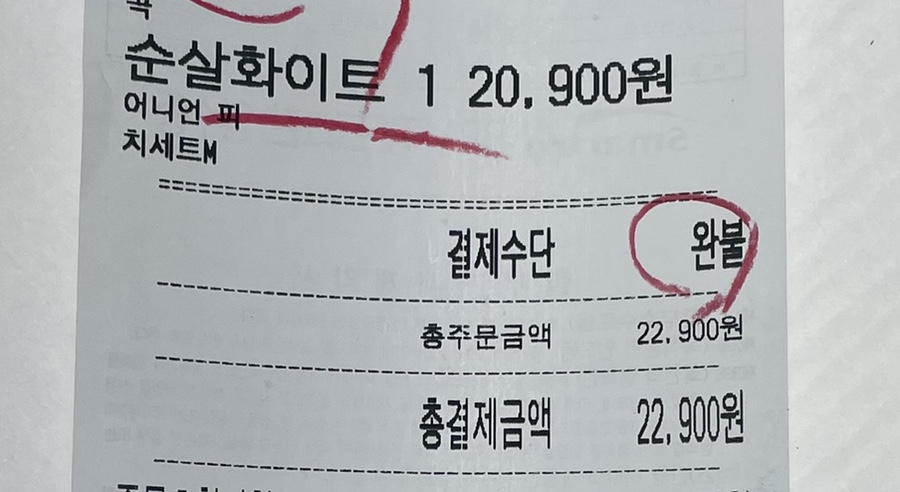 순살화이트 1 20,900원
어니언 피
치세트M
결제수단 완불
총주문금액 22,900원
총결제금액 22,900원